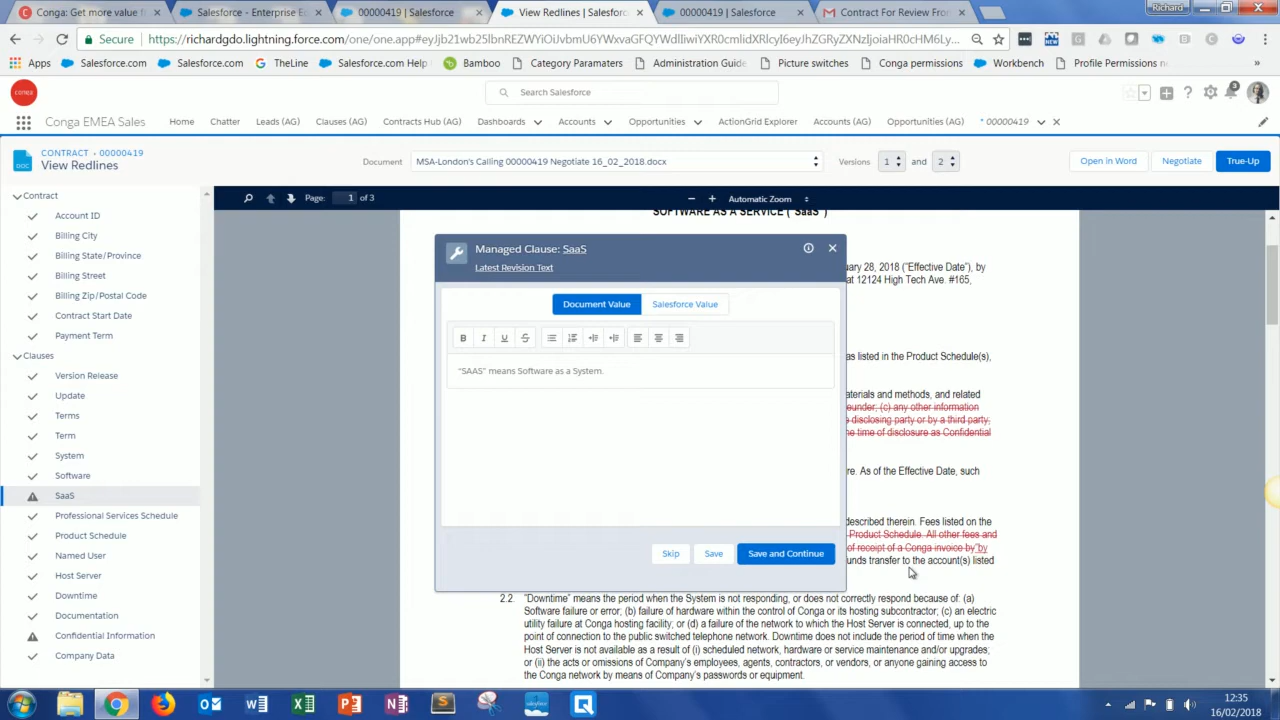 Conga: Get more value f
Salesforce - Enterprise E
00000419 | Salesforce
View Redlines | Salesforc
00000419 | Salesforce
Contract For Review Fro
Richard
Secure
Apps
Salesforce.com
Salesforce.com
TheLine
Salesforce.com Help
Bamboo
Category Paramaters
Administration Guide
Picture switches
Conga permissions
Workbench
Profile Permissions
conga
Search Salesforce
3
Conga EMEA Sales
Home
Chatter
Leads (AG)
Clauses (AG)
Contracts Hub (AG)
Dashboards
Accounts
Opportunities
ActionGrid Explorer
Accounts (AG)
Opportunities (AG)
* 00000419
DOC
CONTRACT • 00000419
View Redlines
Document
MSA-London's Calling 00000419 Negotiate 16_02_2018.docx
Versions 1 and 2
Open in Word
Negotiate
True-Up
Contract
Account ID
Billing City
Billing State/Province
Billing Street
Billing Zip/Postal Code
Contract Start Date
Payment Term
Clauses
Version Release
Update
Terms
Term
System
Software
SaaS
Professional Services Schedule
Product Schedule
Named User
Host Server
Downtime
Documentation
Confidential Information
Company Data
Page: 1 of 3
Automatic Zoom
SOFTWARE AS A SERVICE ("SaaS")
Managed Clause: SaaS
Latest Revision Text
Document Value
Salesforce Value
B I U S
"SAAS" means Software as a System.
Skip
Save
Save and Continue
uary 28, 2018 ("Effective Date"), by
at 12124 High Tech Ave. #165,
as listed in the Product Schedule(s),
aterials and methods, and related
eunder; (c) any other information
e disclosing party or by a third party,
he time of disclosure as Confidential
re. As of the Effective Date, such
described therein. Fees listed on the
Product Schedule. All other fees and
of receipt of a Conga invoice by"by
unds transfer to the account(s) listed
2.2. "Downtime" means the period when the System is not responding, or does not correctly respond because of: (a)
Software failure or error; (b) failure of hardware within the control of Conga or its hosting subcontractor; (c) an electric
utility failure at Conga hosting facility; or (d) a failure of the network to which the Host Server is connected, up to the
point of connection to the public switched telephone network. Downtime does not include the period of time when the
Host Server is not available as a result of (i) scheduled network, hardware or service maintenance and/or upgrades;
or (ii) the acts or omissions of Company's employees, agents, contractors, or vendors, or anyone gaining access to
the Conga network by means of Company's passwords or equipment.
12:35
16/02/2018